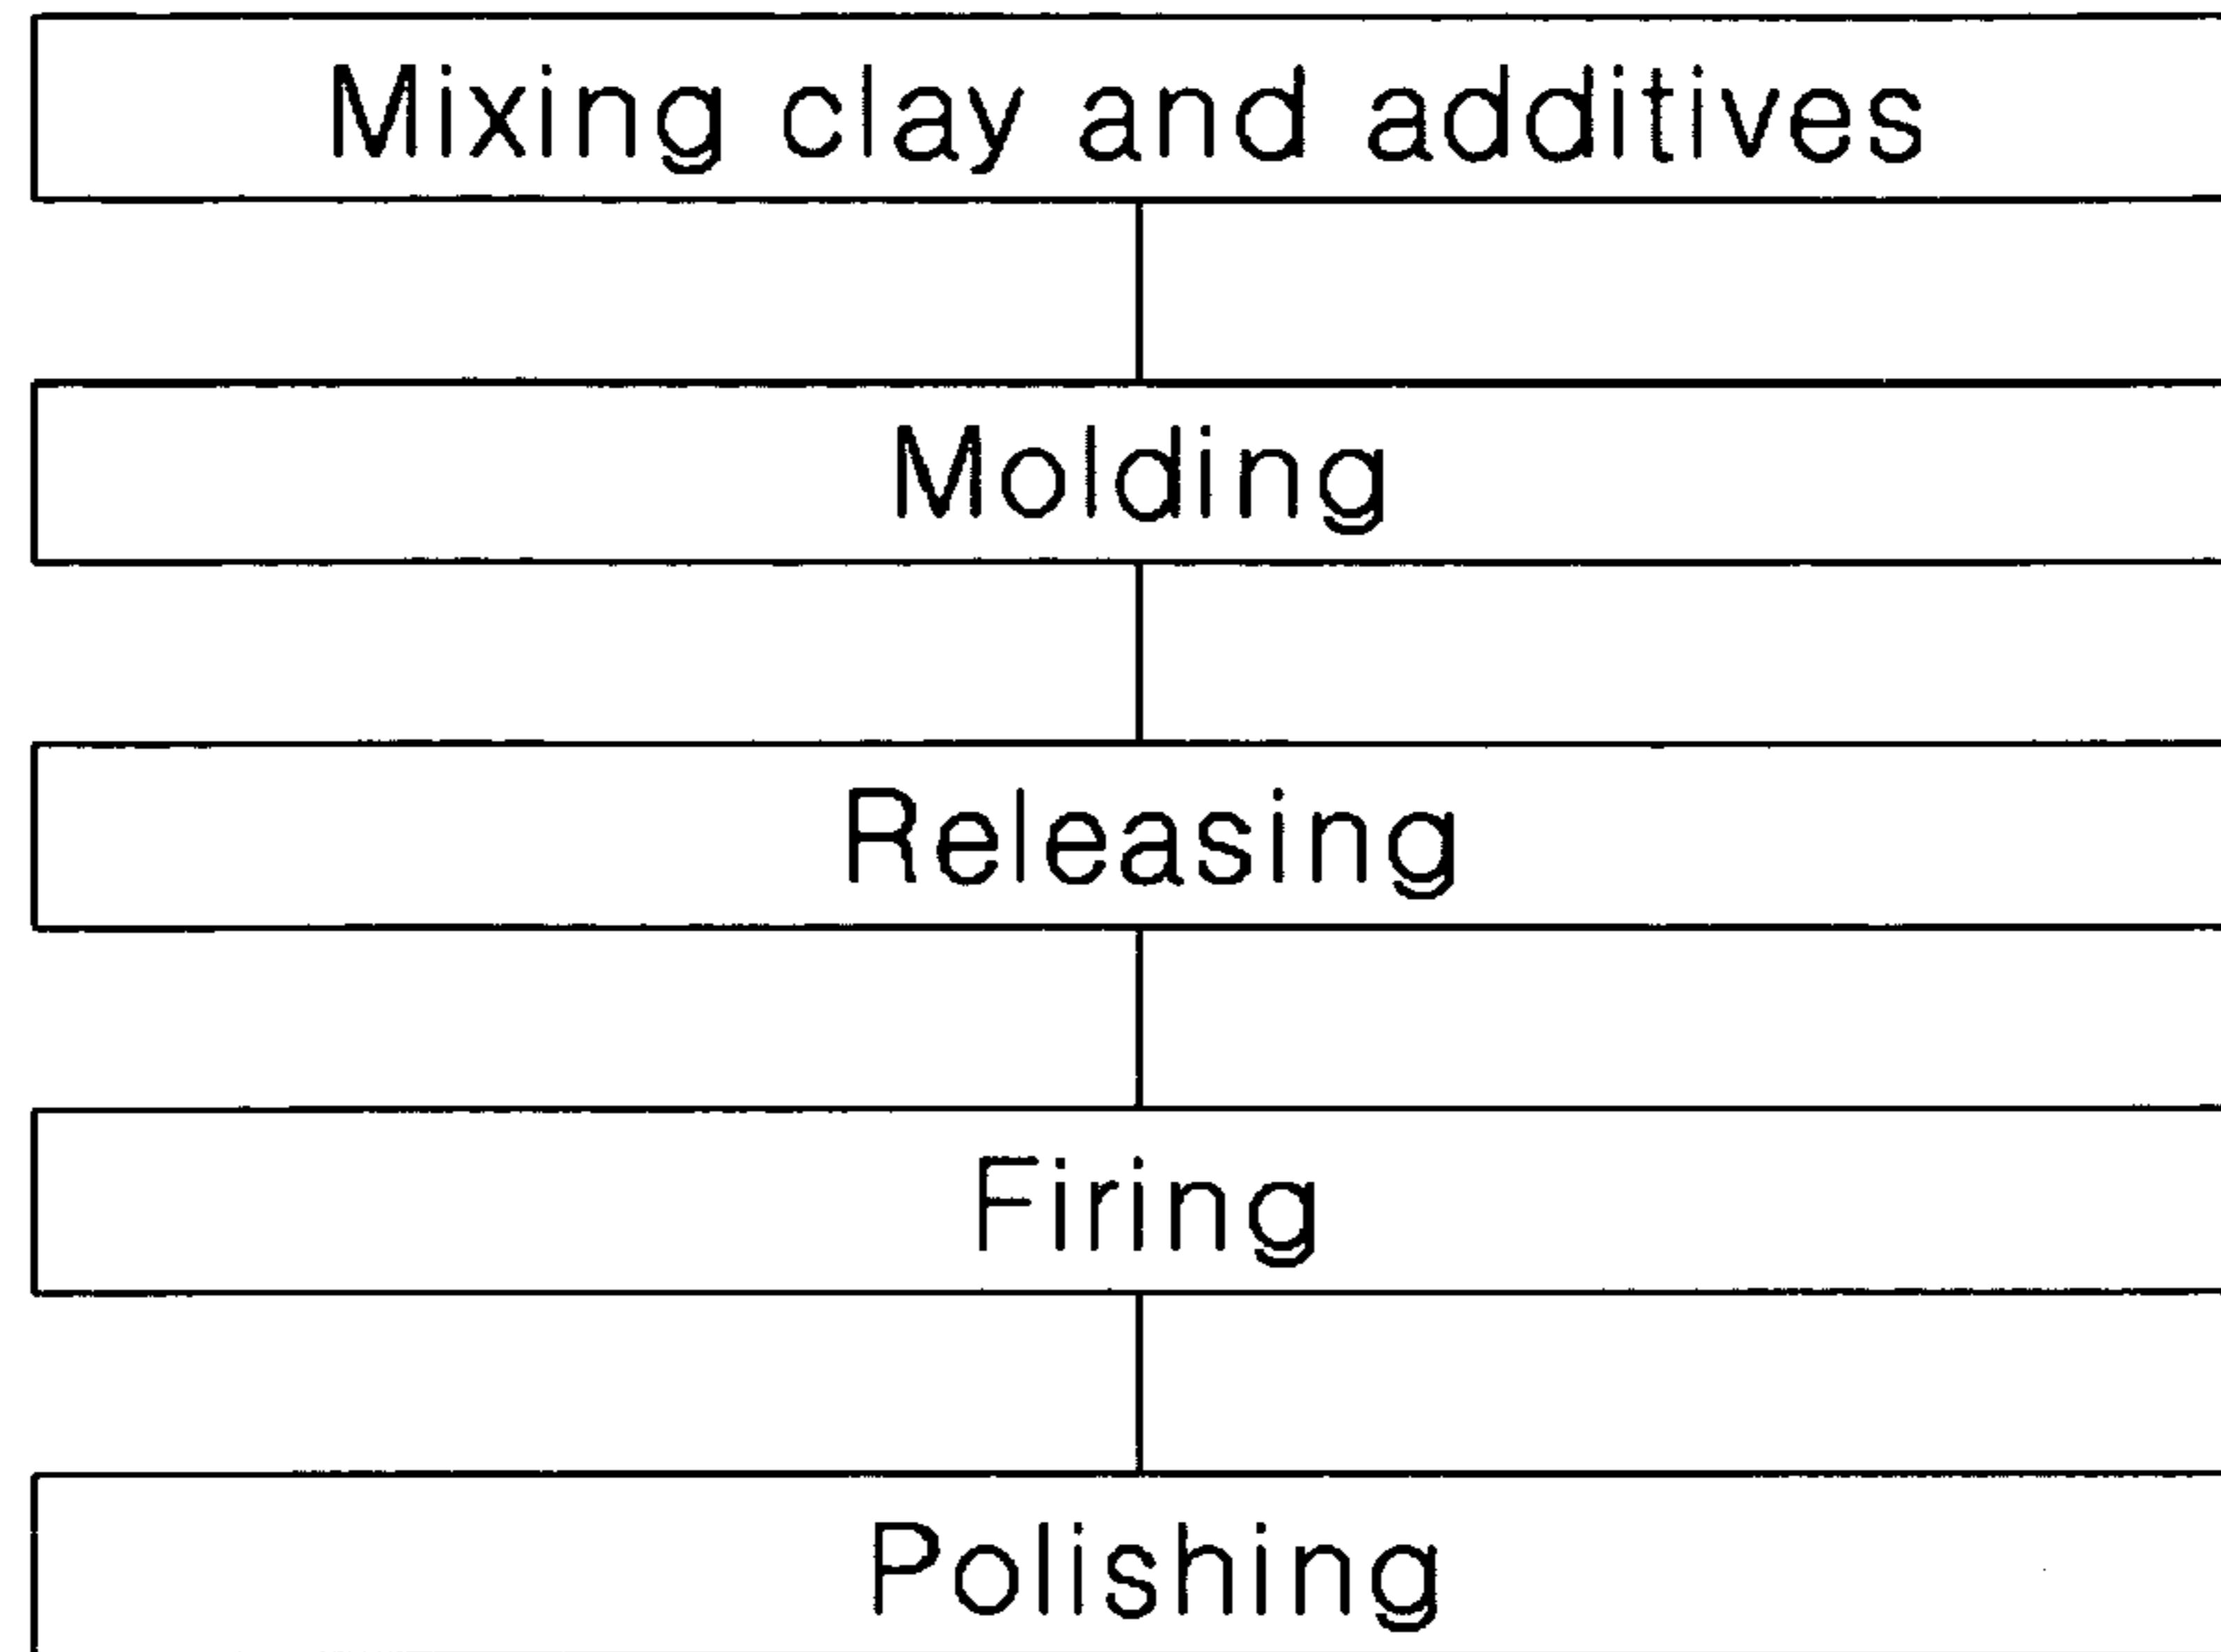 Mixing clay and additives
Molding
Releasing
Firing
Polishing